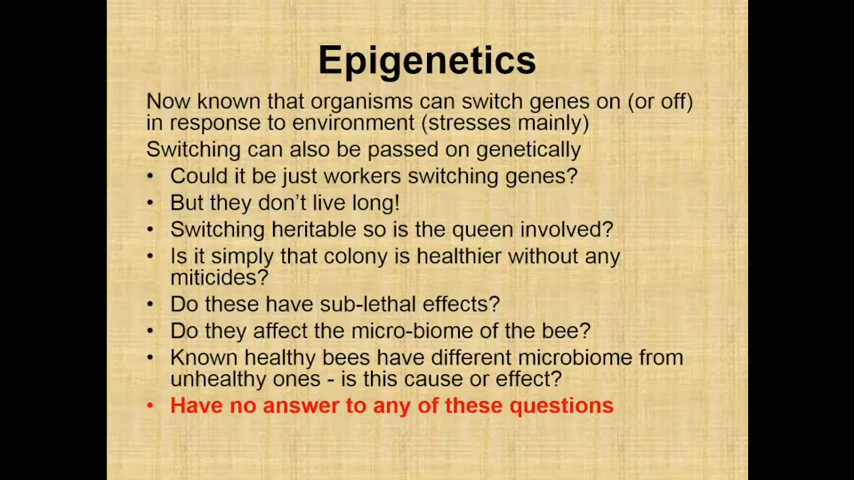 Epigenetics
Now known that organisms can switch genes on (or off)
in response to environment (stresses mainly)
Switching can also be passed on genetically
• Could it be just workers switching genes?
• But they don't live long!
• Switching heritable so is the queen involved?
• Is it simply that colony is healthier without any
miticides?
• Do these have sub-lethal effects?
• Do they affect the micro-biome of the bee?
• Known healthy bees have different microbiome from
unhealthy ones - is this cause or effect?
• Have no answer to any of these questions